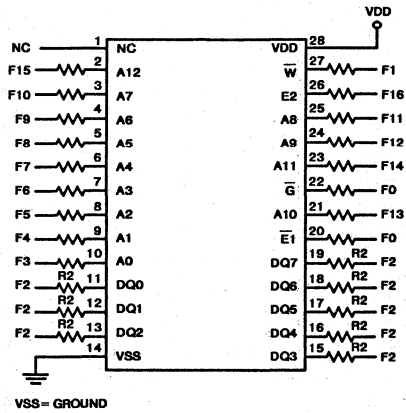 VDD
NC 1 NC VDD 28
F15 2 A12 W 27 F1
F10 3 A7 E2 26 F16
F9 4 A6 A8 25 F11
F8 5 A5 A9 24 F12
F7 6 A4 A11 23 F14
F6 7 A3 G 22 F0
F5 8 A2 A10 21 F13
F4 9 A1 E1 20 F0
F3 10 A0 DQ7 19 R2 F2
F2 R2 11 DQ0 DQ6 18 R2 F2
F2 R2 12 DQ1 DQ5 17 R2 F2
F2 R2 13 DQ2 DQ4 16 R2 F2
14 VSS DQ3 15 R2 F2
VSS= GROUND